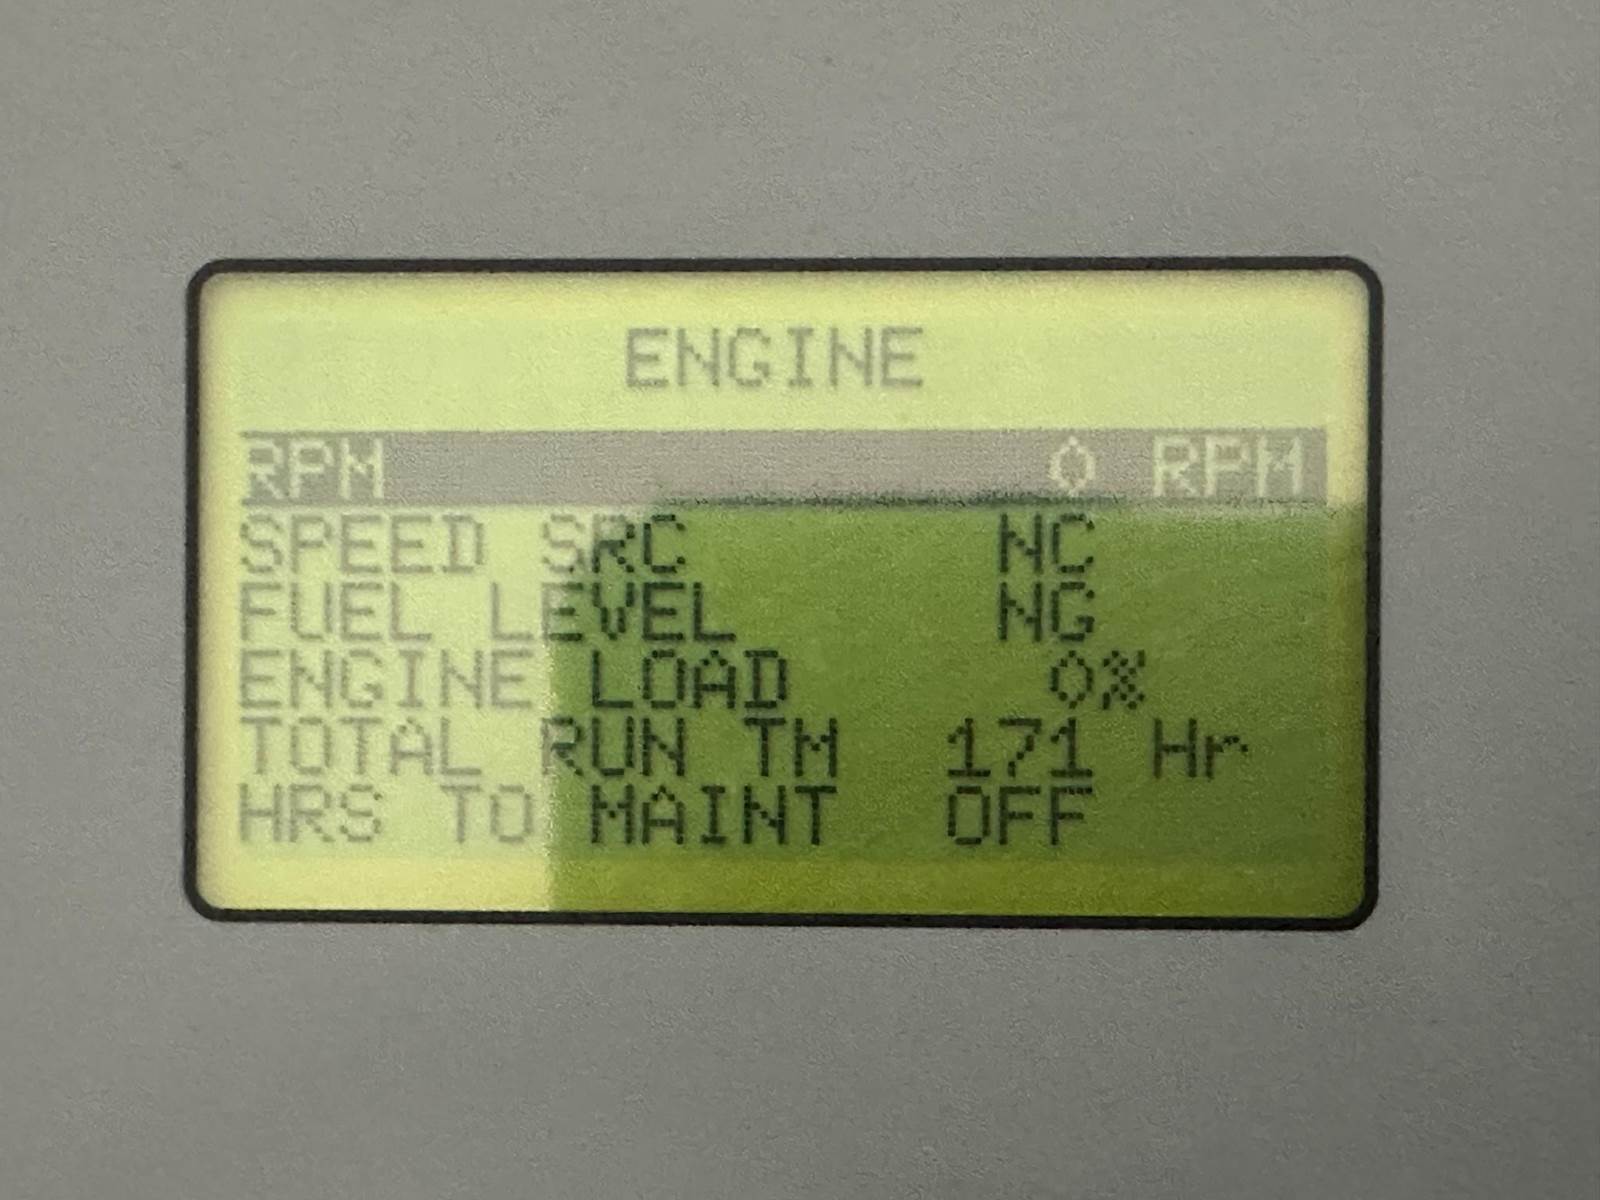 ENGINE
RPM 0 RPM
SPEED SRC NC
FUEL LEVEL NG
ENGINE LOAD 0%
TOTAL RUN TM 171 Hr
HRS TO MAINT OFF